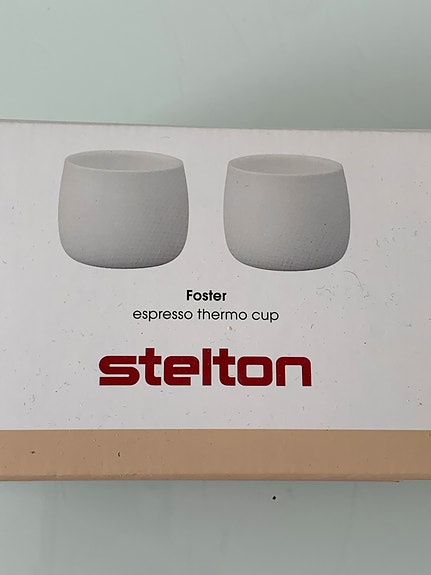 Foster
espresso thermo cup
stelton